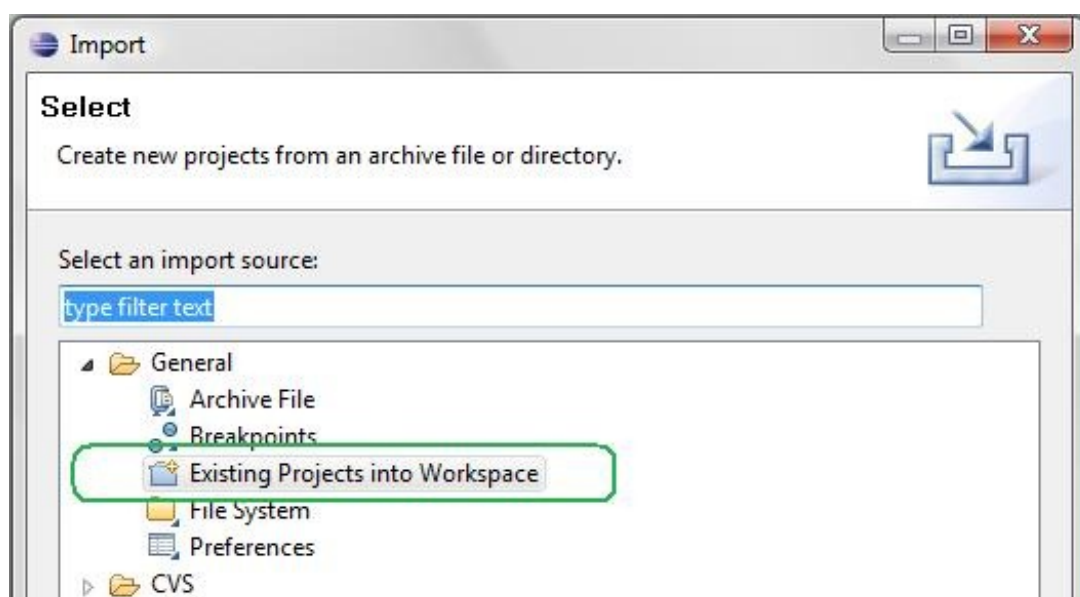 Import
Select
Create new projects from an archive file or directory.
Select an import source:
type filter text
General
Archive File
Breakpoints
Existing Projects into Workspace
File System
Preferences
CVS